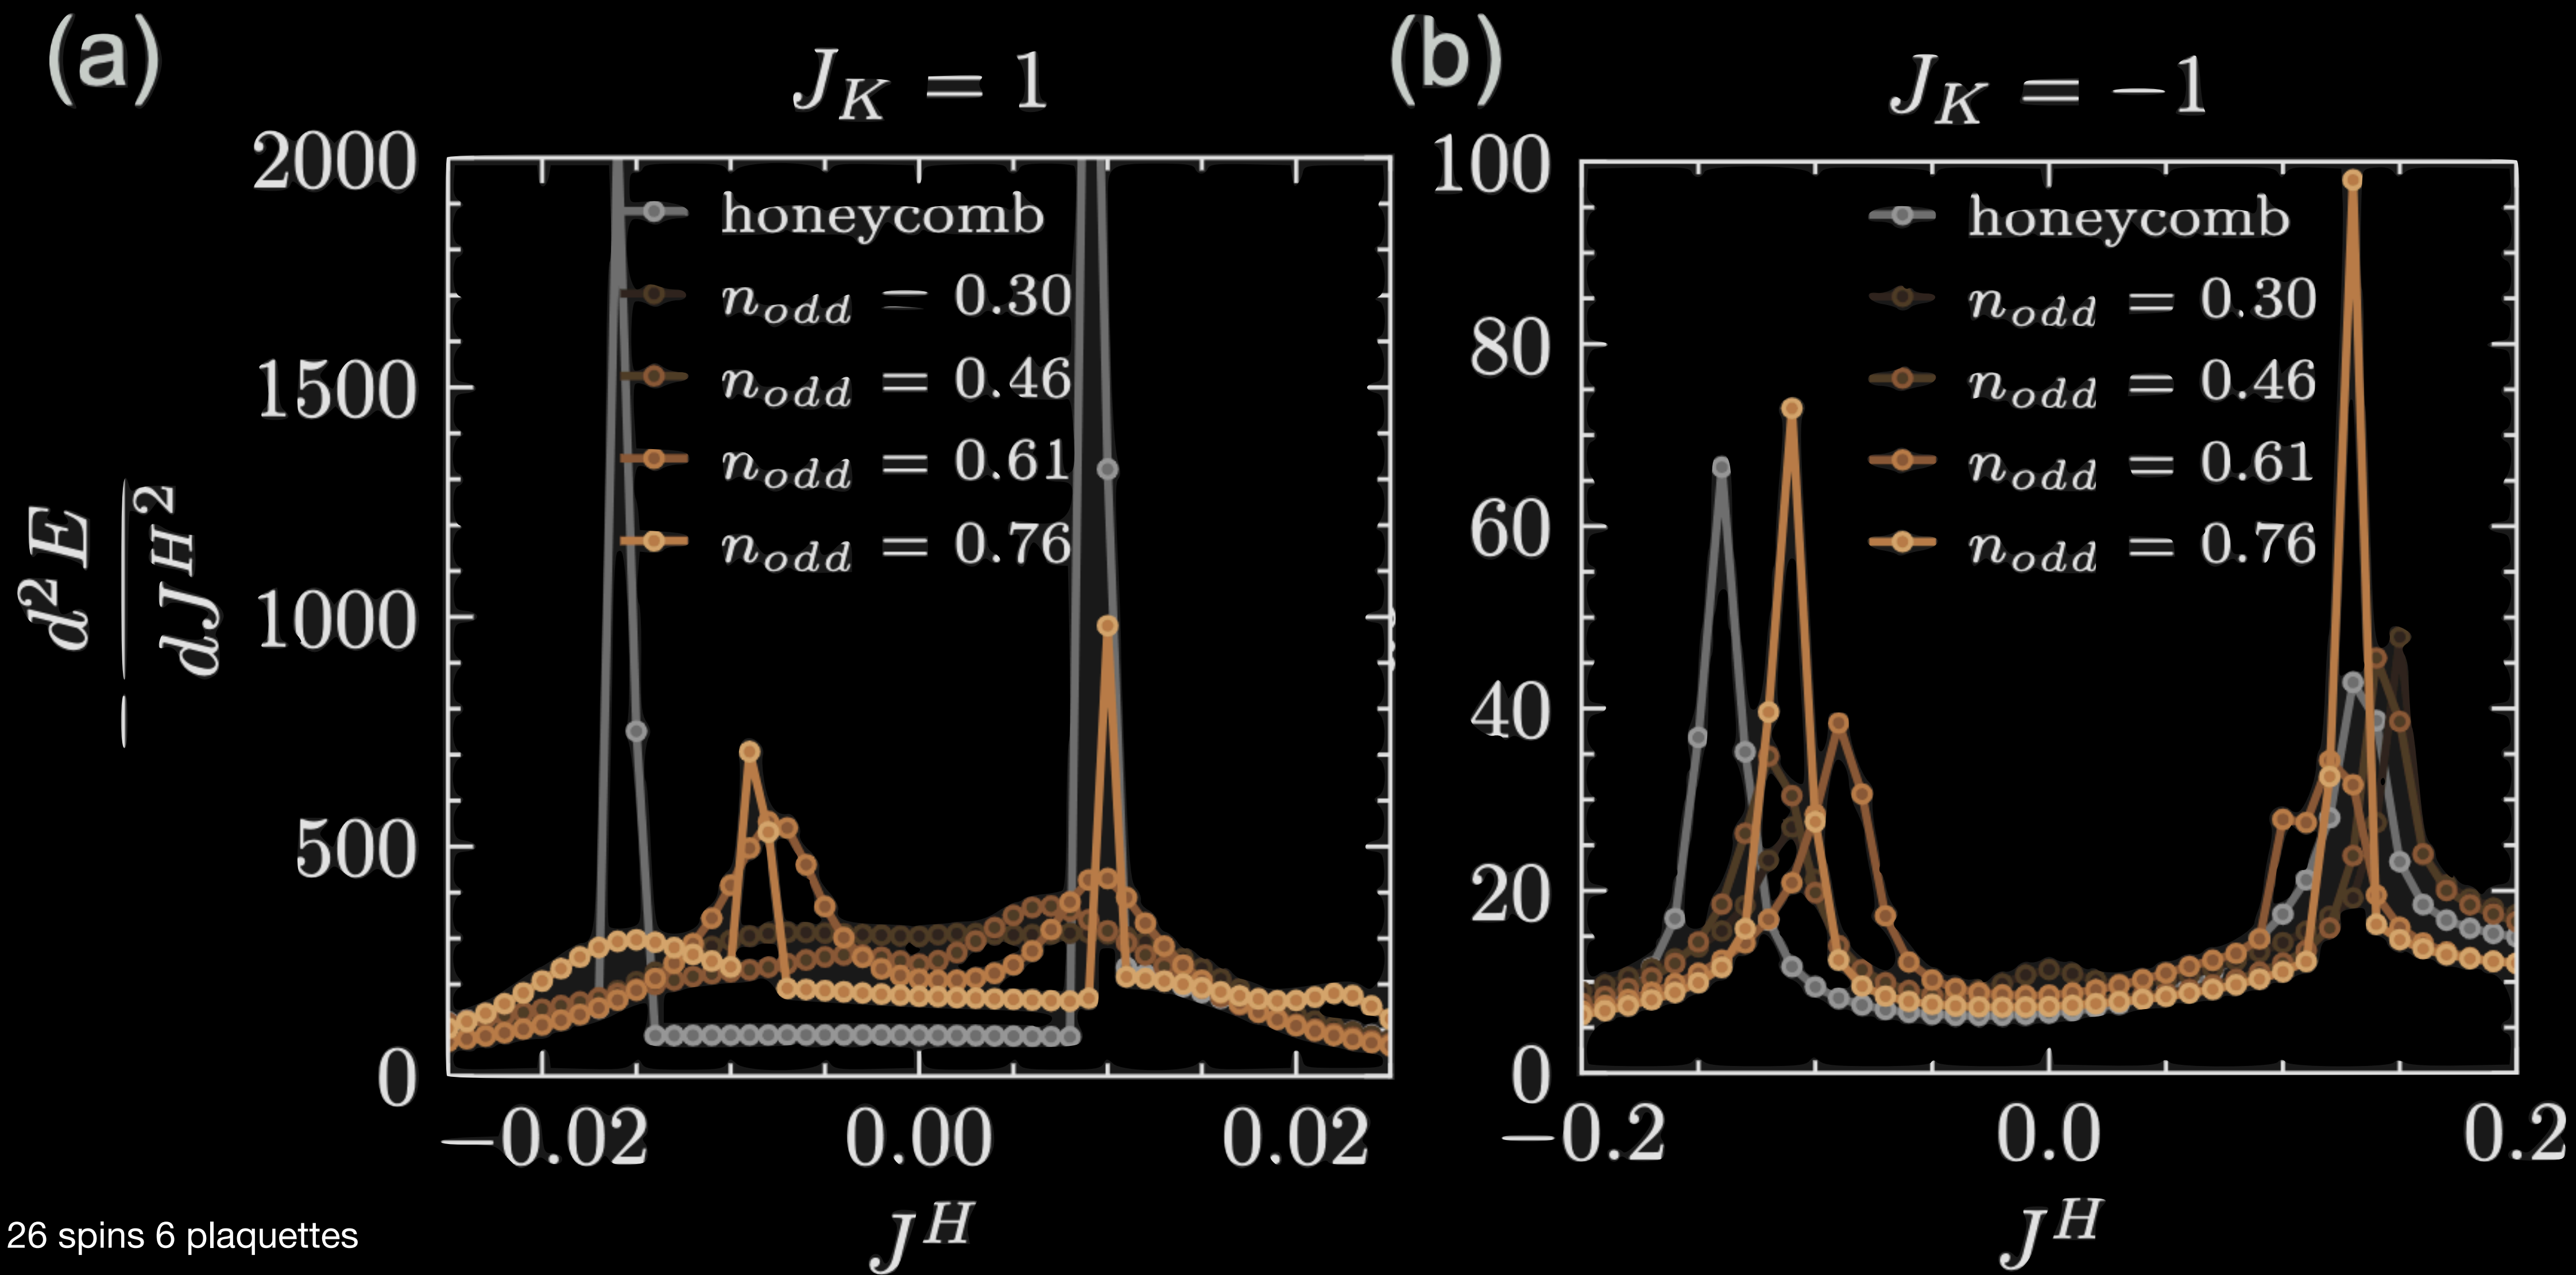 (a)
J_K = 1
2000
1500
1000
500
0
− d²E / dJ^H²
honeycomb
n_odd = 0.30
n_odd = 0.46
n_odd = 0.61
n_odd = 0.76
−0.02 0.00 0.02
J^H
(b)
J_K = −1
100
80
60
40
20
0
honeycomb
n_odd = 0.30
n_odd = 0.46
n_odd = 0.61
n_odd = 0.76
−0.2 0.0 0.2
J^H
26 spins 6 plaquettes